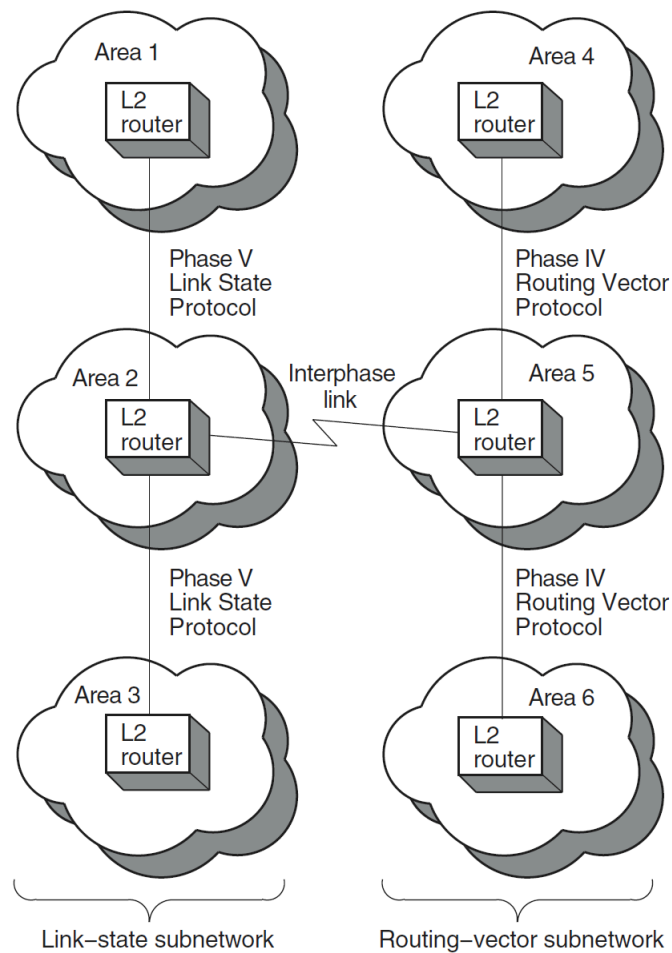 Area 1
L2
router
Area 4
L2
router
Phase V
Link State
Protocol
Phase IV
Routing Vector
Protocol
Area 2
L2
router
Interphase
link
Area 5
L2
router
Phase V
Link State
Protocol
Phase IV
Routing Vector
Protocol
Area 3
L2
router
Area 6
L2
router
Link–state subnetwork
Routing–vector subnetwork